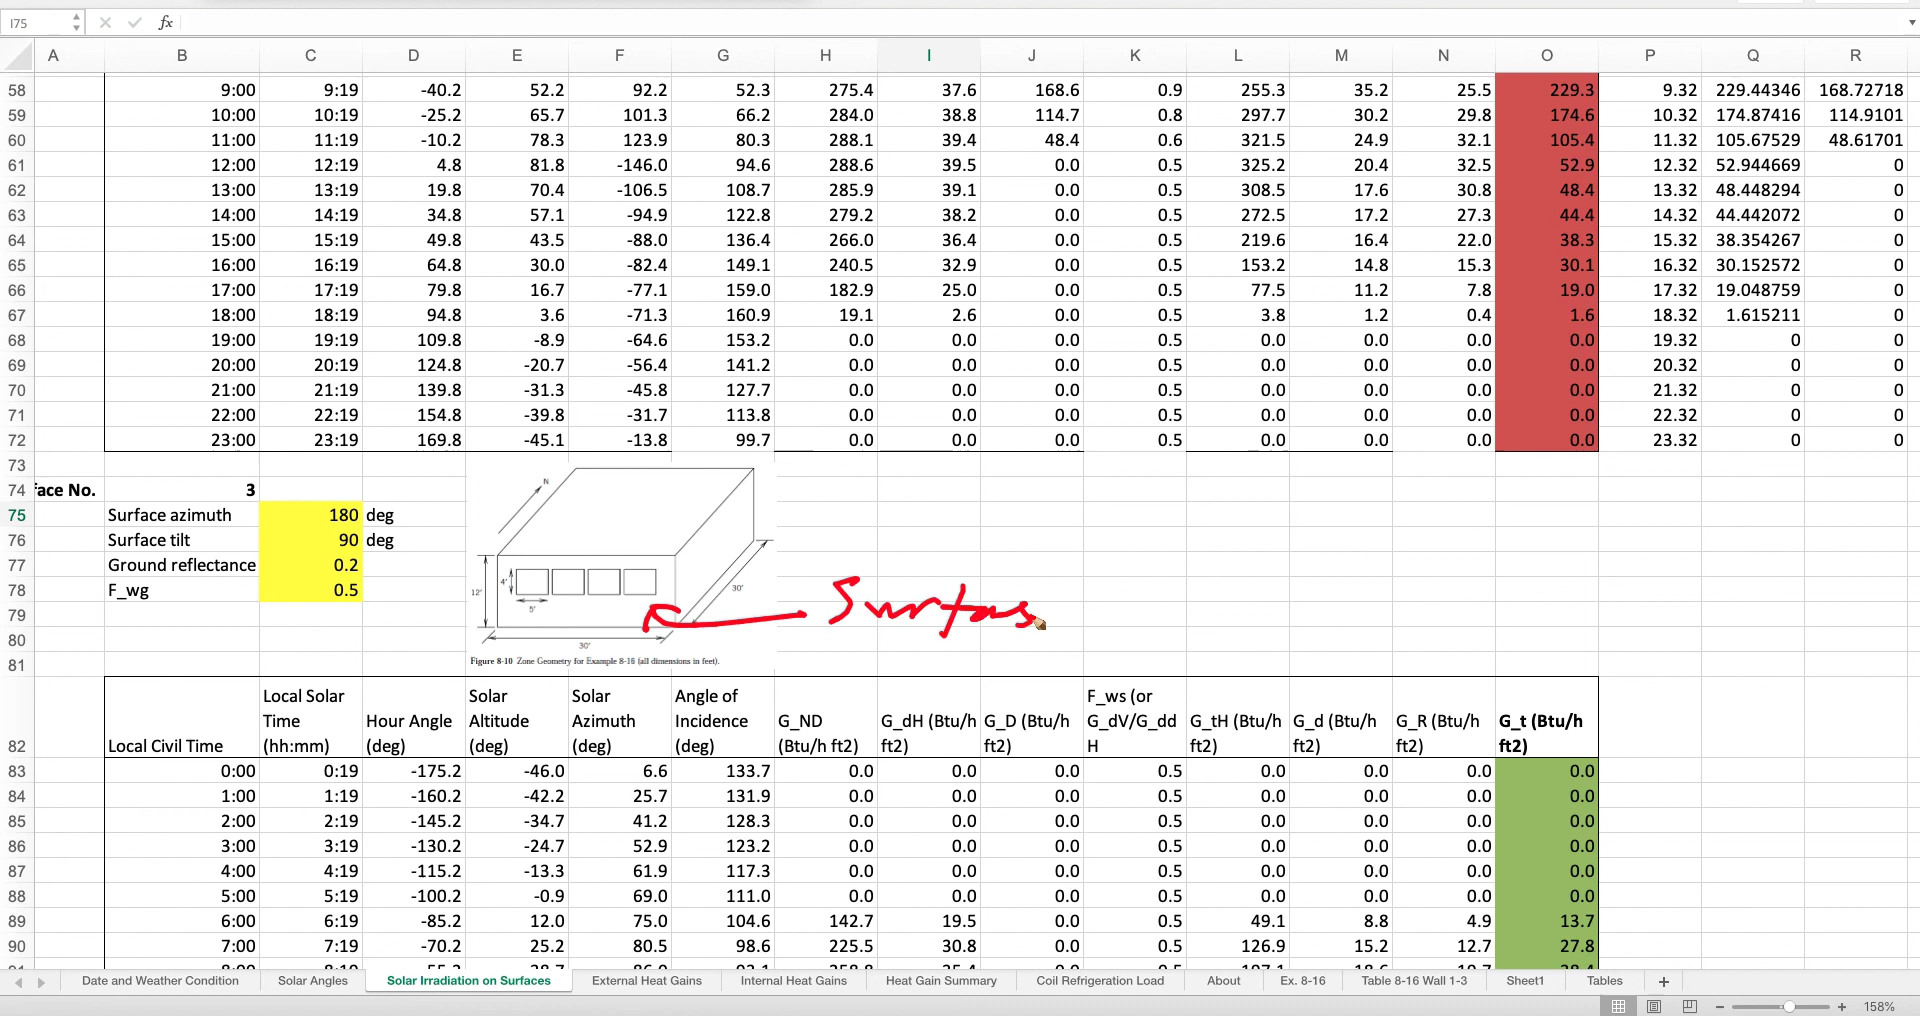 I75 fx
A B C D E F G H I J K L M N O P Q R
58 9:00 9:19 -40.2 52.2 92.2 52.3 275.4 37.6 168.6 0.9 255.3 35.2 25.5 229.3 9.32 229.44346 168.72718
59 10:00 10:19 -25.2 65.7 101.3 66.2 284.0 38.8 114.7 0.8 297.7 30.2 29.8 174.6 10.32 174.87416 114.9101
60 11:00 11:19 -10.2 78.3 123.9 80.3 288.1 39.4 48.4 0.6 321.5 24.9 32.1 105.4 11.32 105.67529 48.61701
61 12:00 12:19 4.8 81.8 -146.0 94.6 288.6 39.5 0.0 0.5 325.2 20.4 32.5 52.9 12.32 52.944669 0
62 13:00 13:19 19.8 70.4 -106.5 108.7 285.9 39.1 0.0 0.5 308.5 17.6 30.8 48.4 13.32 48.448294 0
63 14:00 14:19 34.8 57.1 -94.9 122.8 279.2 38.2 0.0 0.5 272.5 17.2 27.3 44.4 14.32 44.442072 0
64 15:00 15:19 49.8 43.5 -88.0 136.4 266.0 36.4 0.0 0.5 219.6 16.4 22.0 38.3 15.32 38.354267 0
65 16:00 16:19 64.8 30.0 -82.4 149.1 240.5 32.9 0.0 0.5 153.2 14.8 15.3 30.1 16.32 30.152572 0
66 17:00 17:19 79.8 16.7 -77.1 159.0 182.9 25.0 0.0 0.5 77.5 11.2 7.8 19.0 17.32 19.048759 0
67 18:00 18:19 94.8 3.6 -71.3 160.9 19.1 2.6 0.0 0.5 3.8 1.2 0.4 1.6 18.32 1.615211 0
68 19:00 19:19 109.8 -8.9 -64.6 153.2 0.0 0.0 0.0 0.5 0.0 0.0 0.0 0.0 19.32 0 0
69 20:00 20:19 124.8 -20.7 -56.4 141.2 0.0 0.0 0.0 0.5 0.0 0.0 0.0 0.0 20.32 0 0
70 21:00 21:19 139.8 -31.3 -45.8 127.7 0.0 0.0 0.0 0.5 0.0 0.0 0.0 0.0 21.32 0 0
71 22:00 22:19 154.8 -39.8 -31.7 113.8 0.0 0.0 0.0 0.5 0.0 0.0 0.0 0.0 22.32 0 0
72 23:00 23:19 169.8 -45.1 -13.8 99.7 0.0 0.0 0.0 0.5 0.0 0.0 0.0 0.0 23.32 0 0
73
74 face No. 3
75 Surface azimuth 180 deg
76 Surface tilt 90 deg
77 Ground reflectance 0.2
78 F_wg 0.5
79
80
81
N
4'
5'
12'
30'
30'
Figure 8-10 Zone Geometry for Example 8-16 (all dimensions in feet).
82 Local Civil Time Local Solar Time (hh:mm) Hour Angle (deg) Solar Altitude (deg) Solar Azimuth (deg) Angle of Incidence (deg) G_ND (Btu/h ft2) G_dH (Btu/h ft2) G_D (Btu/h ft2) F_ws (or G_dV/G_dd H G_tH (Btu/h ft2) G_d (Btu/h ft2) G_R (Btu/h ft2) G_t (Btu/h ft2)
83 0:00 0:19 -175.2 -46.0 6.6 133.7 0.0 0.0 0.0 0.5 0.0 0.0 0.0 0.0
84 1:00 1:19 -160.2 -42.2 25.7 131.9 0.0 0.0 0.0 0.5 0.0 0.0 0.0 0.0
85 2:00 2:19 -145.2 -34.7 41.2 128.3 0.0 0.0 0.0 0.5 0.0 0.0 0.0 0.0
86 3:00 3:19 -130.2 -24.7 52.9 123.2 0.0 0.0 0.0 0.5 0.0 0.0 0.0 0.0
87 4:00 4:19 -115.2 -13.3 61.9 117.3 0.0 0.0 0.0 0.5 0.0 0.0 0.0 0.0
88 5:00 5:19 -100.2 -0.9 69.0 111.0 0.0 0.0 0.0 0.5 0.0 0.0 0.0 0.0
89 6:00 6:19 -85.2 12.0 75.0 104.6 142.7 19.5 0.0 0.5 49.1 8.8 4.9 13.7
90 7:00 7:19 -70.2 25.2 80.5 98.6 225.5 30.8 0.0 0.5 126.9 15.2 12.7 27.8
Date and Weather Condition Solar Angles Solar Irradiation on Surfaces External Heat Gains Internal Heat Gains Heat Gain Summary Coil Refrigeration Load About Ex. 8-16 Table 8-16 Wall 1-3 Sheet1 Tables +
158%